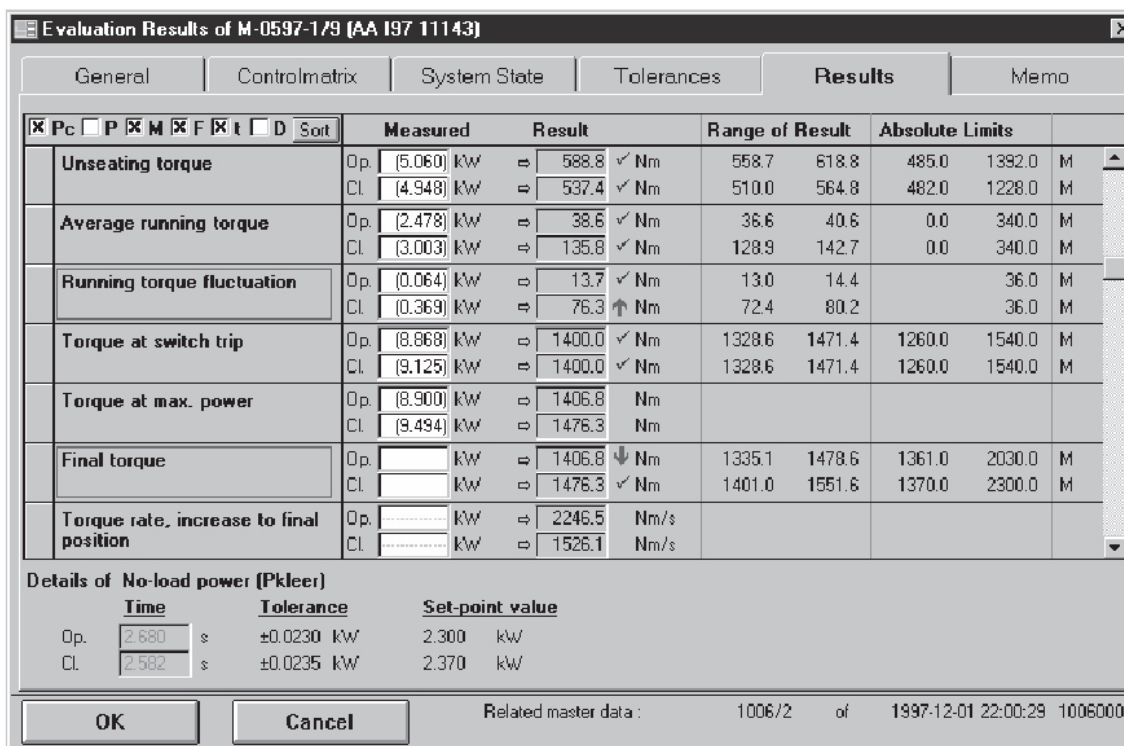 Evaluation Results of M-0597-1/9 (AA I97 11143)
General Controlmatrix System State Tolerances Results Memo
Pc P M F t D Sort Measured Result Range of Result Absolute Limits
Unseating torque Op. (5.060) kW ⇨ 588.8 ✓ Nm 558.7 618.8 485.0 1392.0 M
Cl. (4.948) kW ⇨ 537.4 ✓ Nm 510.0 564.8 482.0 1228.0 M
Average running torque Op. (2.478) kW ⇨ 38.6 ✓ Nm 36.6 40.6 0.0 340.0 M
Cl. (3.003) kW ⇨ 135.8 ✓ Nm 128.9 142.7 0.0 340.0 M
Running torque fluctuation Op. (0.064) kW ⇨ 13.7 ✓ Nm 13.0 14.4 36.0 M
Cl. (0.369) kW ⇨ 76.3 ↑ Nm 72.4 80.2 36.0 M
Torque at switch trip Op. (8.868) kW ⇨ 1400.0 ✓ Nm 1328.6 1471.4 1260.0 1540.0 M
Cl. (9.125) kW ⇨ 1400.0 ✓ Nm 1328.6 1471.4 1260.0 1540.0 M
Torque at max. power Op. (8.900) kW ⇨ 1406.8 Nm
Cl. (9.494) kW ⇨ 1476.3 Nm
Final torque Op. kW ⇨ 1406.8 ↓ Nm 1335.1 1478.6 1361.0 2030.0 M
Cl. kW ⇨ 1476.3 ✓ Nm 1401.0 1551.6 1370.0 2300.0 M
Torque rate, increase to final Op. kW ⇨ 2246.5 Nm/s
position Cl. kW ⇨ 1526.1 Nm/s
Details of No-load power (Pkleer)
Time Tolerance Set-point value
Op. 2.680 s ±0.0230 kW 2.300 kW
Cl. 2.582 s ±0.0235 kW 2.370 kW
OK Cancel Related master data : 1006/2 of 1997-12-01 22:00:29 1006000